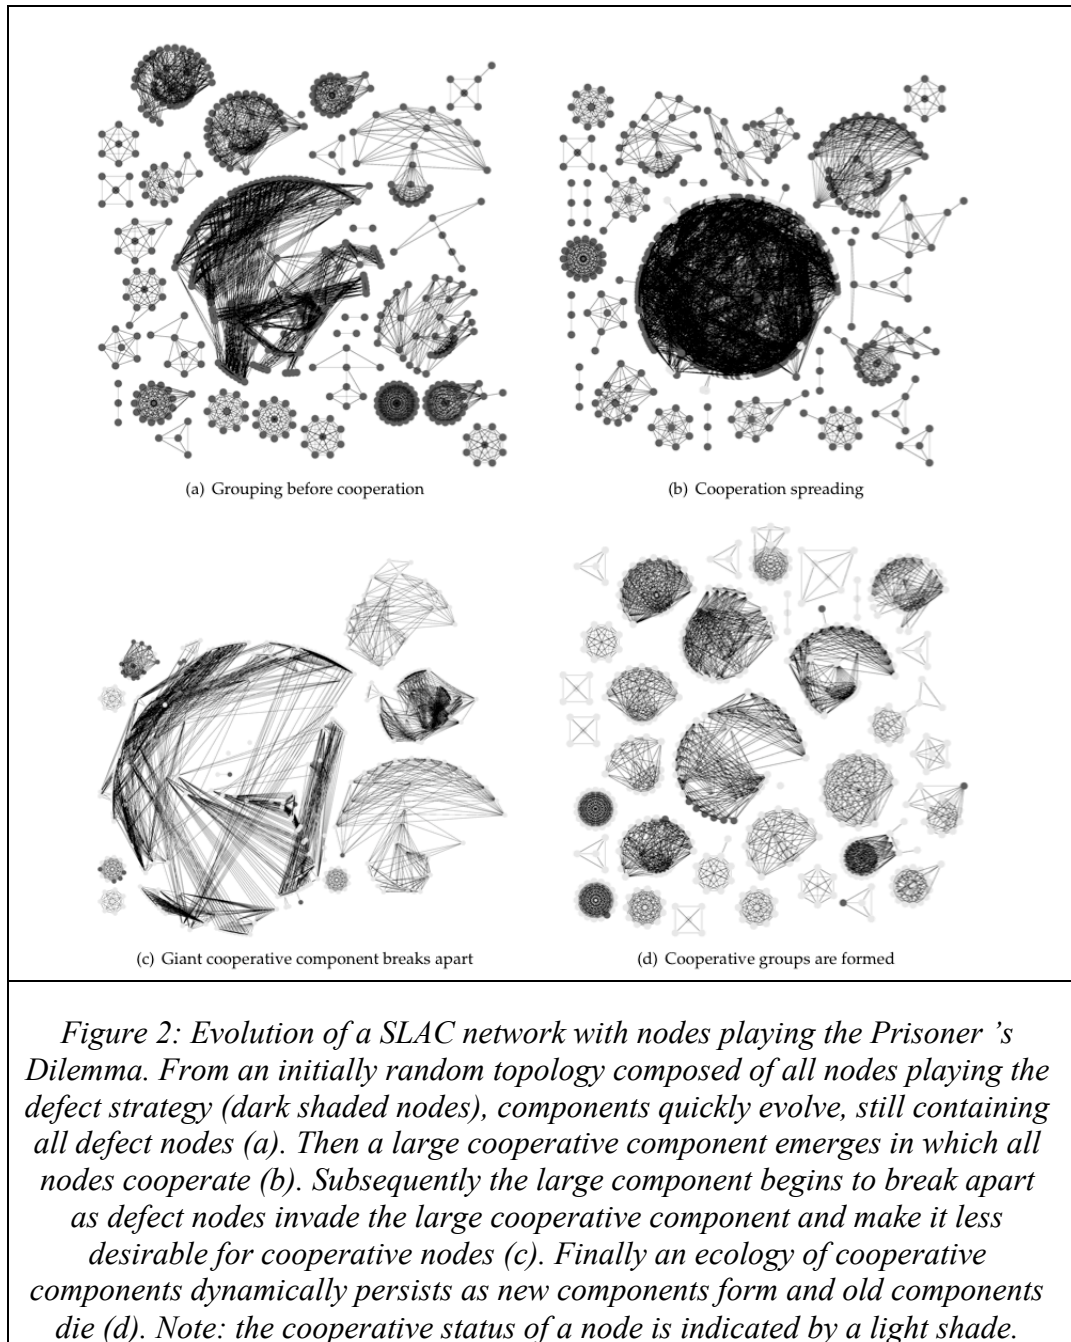 (a) Grouping before cooperation
(b) Cooperation spreading
(c) Giant cooperative component breaks apart
(d) Cooperative groups are formed
Figure 2: Evolution of a SLAC network with nodes playing the Prisoner 's
Dilemma. From an initially random topology composed of all nodes playing the
defect strategy (dark shaded nodes), components quickly evolve, still containing
all defect nodes (a). Then a large cooperative component emerges in which all
nodes cooperate (b). Subsequently the large component begins to break apart
as defect nodes invade the large cooperative component and make it less
desirable for cooperative nodes (c). Finally an ecology of cooperative
components dynamically persists as new components form and old components
die (d). Note: the cooperative status of a node is indicated by a light shade.